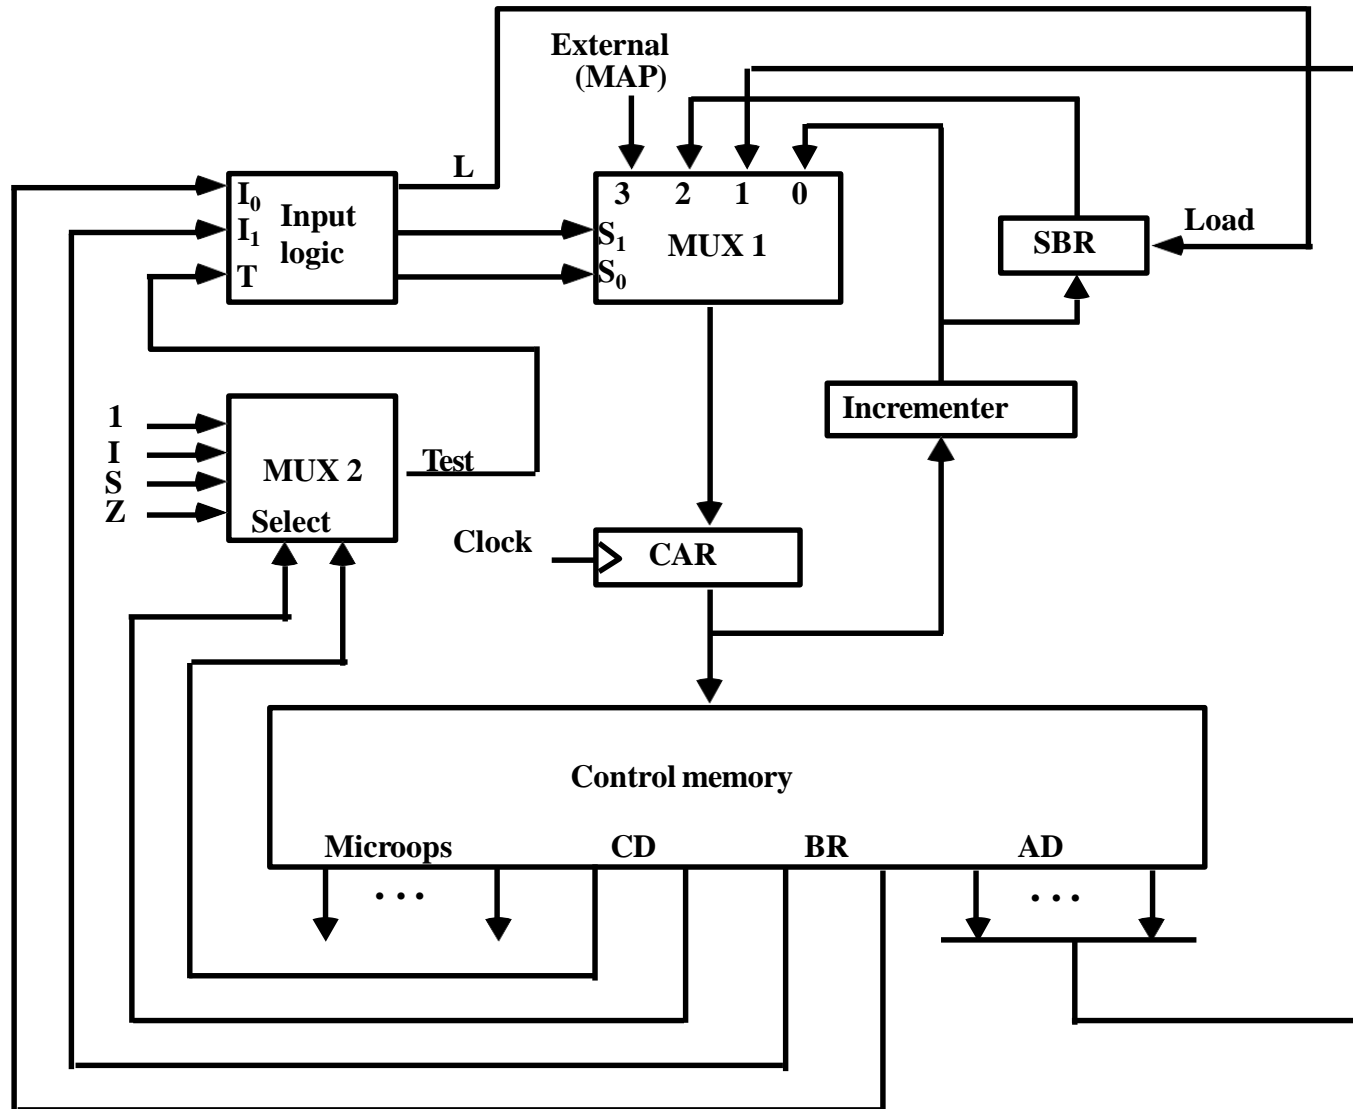 External
(MAP)
L
I0
I1
T
Input
logic
3 2 1 0
S1
S0
MUX 1
SBR
Load
Incrementer
1
I
S
Z
MUX 2
Select
Test
Clock
CAR
Control memory
Microops CD BR AD
. . . . . .